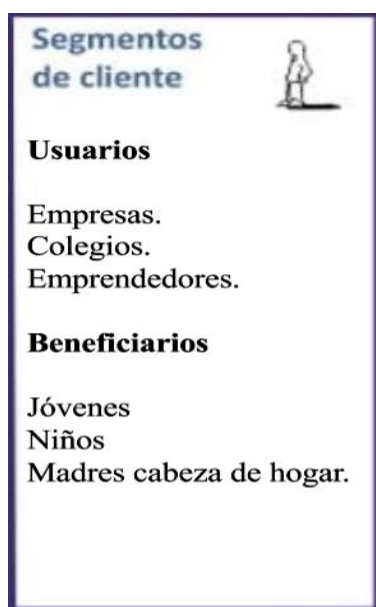 Segmentos
de cliente
Usuarios
Empresas.
Colegios.
Emprendedores.
Beneficiarios
Jóvenes
Niños
Madres cabeza de hogar.